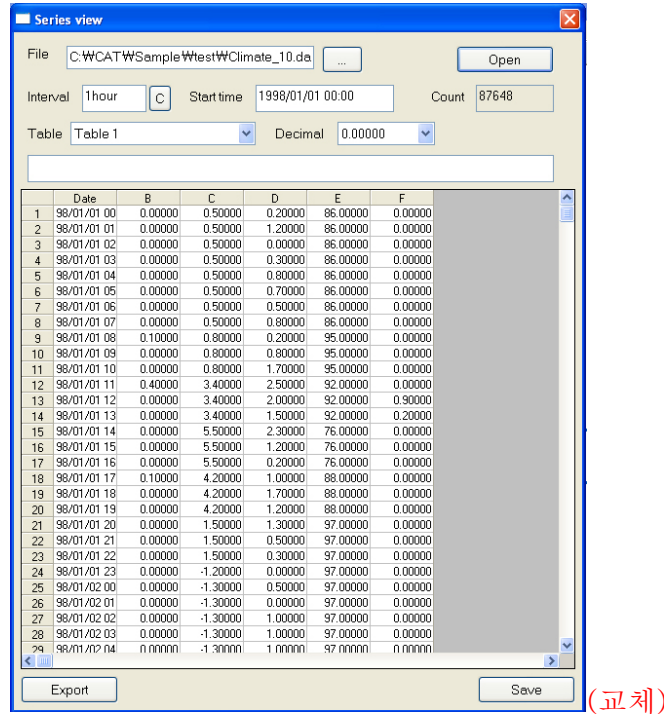 Series view
File C:₩CAT₩Sample₩test₩Climate_10.da ... Open
Interval 1hour C Start time 1998/01/01 00:00 Count 87648
Table Table 1 Decimal 0.00000
Date B C D E F
1 98/01/01 00 0.00000 0.50000 0.20000 86.00000 0.00000
2 98/01/01 01 0.00000 0.50000 1.20000 86.00000 0.00000
3 98/01/01 02 0.00000 0.50000 0.00000 86.00000 0.00000
4 98/01/01 03 0.00000 0.50000 0.30000 86.00000 0.00000
5 98/01/01 04 0.00000 0.50000 0.80000 86.00000 0.00000
6 98/01/01 05 0.00000 0.50000 0.70000 86.00000 0.00000
7 98/01/01 06 0.00000 0.50000 0.50000 86.00000 0.00000
8 98/01/01 07 0.00000 0.50000 0.80000 86.00000 0.00000
9 98/01/01 08 0.10000 0.80000 0.20000 95.00000 0.00000
10 98/01/01 09 0.00000 0.80000 0.80000 95.00000 0.00000
11 98/01/01 10 0.00000 0.80000 1.70000 95.00000 0.00000
12 98/01/01 11 0.40000 3.40000 2.50000 92.00000 0.00000
13 98/01/01 12 0.00000 3.40000 2.00000 92.00000 0.90000
14 98/01/01 13 0.00000 3.40000 1.50000 92.00000 0.20000
15 98/01/01 14 0.00000 5.50000 2.30000 76.00000 0.00000
16 98/01/01 15 0.00000 5.50000 1.20000 76.00000 0.00000
17 98/01/01 16 0.00000 5.50000 0.20000 76.00000 0.00000
18 98/01/01 17 0.10000 4.20000 1.00000 88.00000 0.00000
19 98/01/01 18 0.00000 4.20000 1.70000 88.00000 0.00000
20 98/01/01 19 0.00000 4.20000 1.20000 88.00000 0.00000
21 98/01/01 20 0.00000 1.50000 1.30000 97.00000 0.00000
22 98/01/01 21 0.00000 1.50000 0.50000 97.00000 0.00000
23 98/01/01 22 0.00000 1.50000 0.30000 97.00000 0.00000
24 98/01/01 23 0.00000 -1.20000 0.00000 97.00000 0.00000
25 98/01/02 00 0.00000 -1.30000 0.50000 97.00000 0.00000
26 98/01/02 01 0.00000 -1.30000 0.00000 97.00000 0.00000
27 98/01/02 02 0.00000 -1.30000 1.00000 97.00000 0.00000
28 98/01/02 03 0.00000 -1.30000 1.00000 97.00000 0.00000
29 98/01/02 04 0.00000 -1.30000 1.00000 97.00000 0.00000
Export Save (교체)